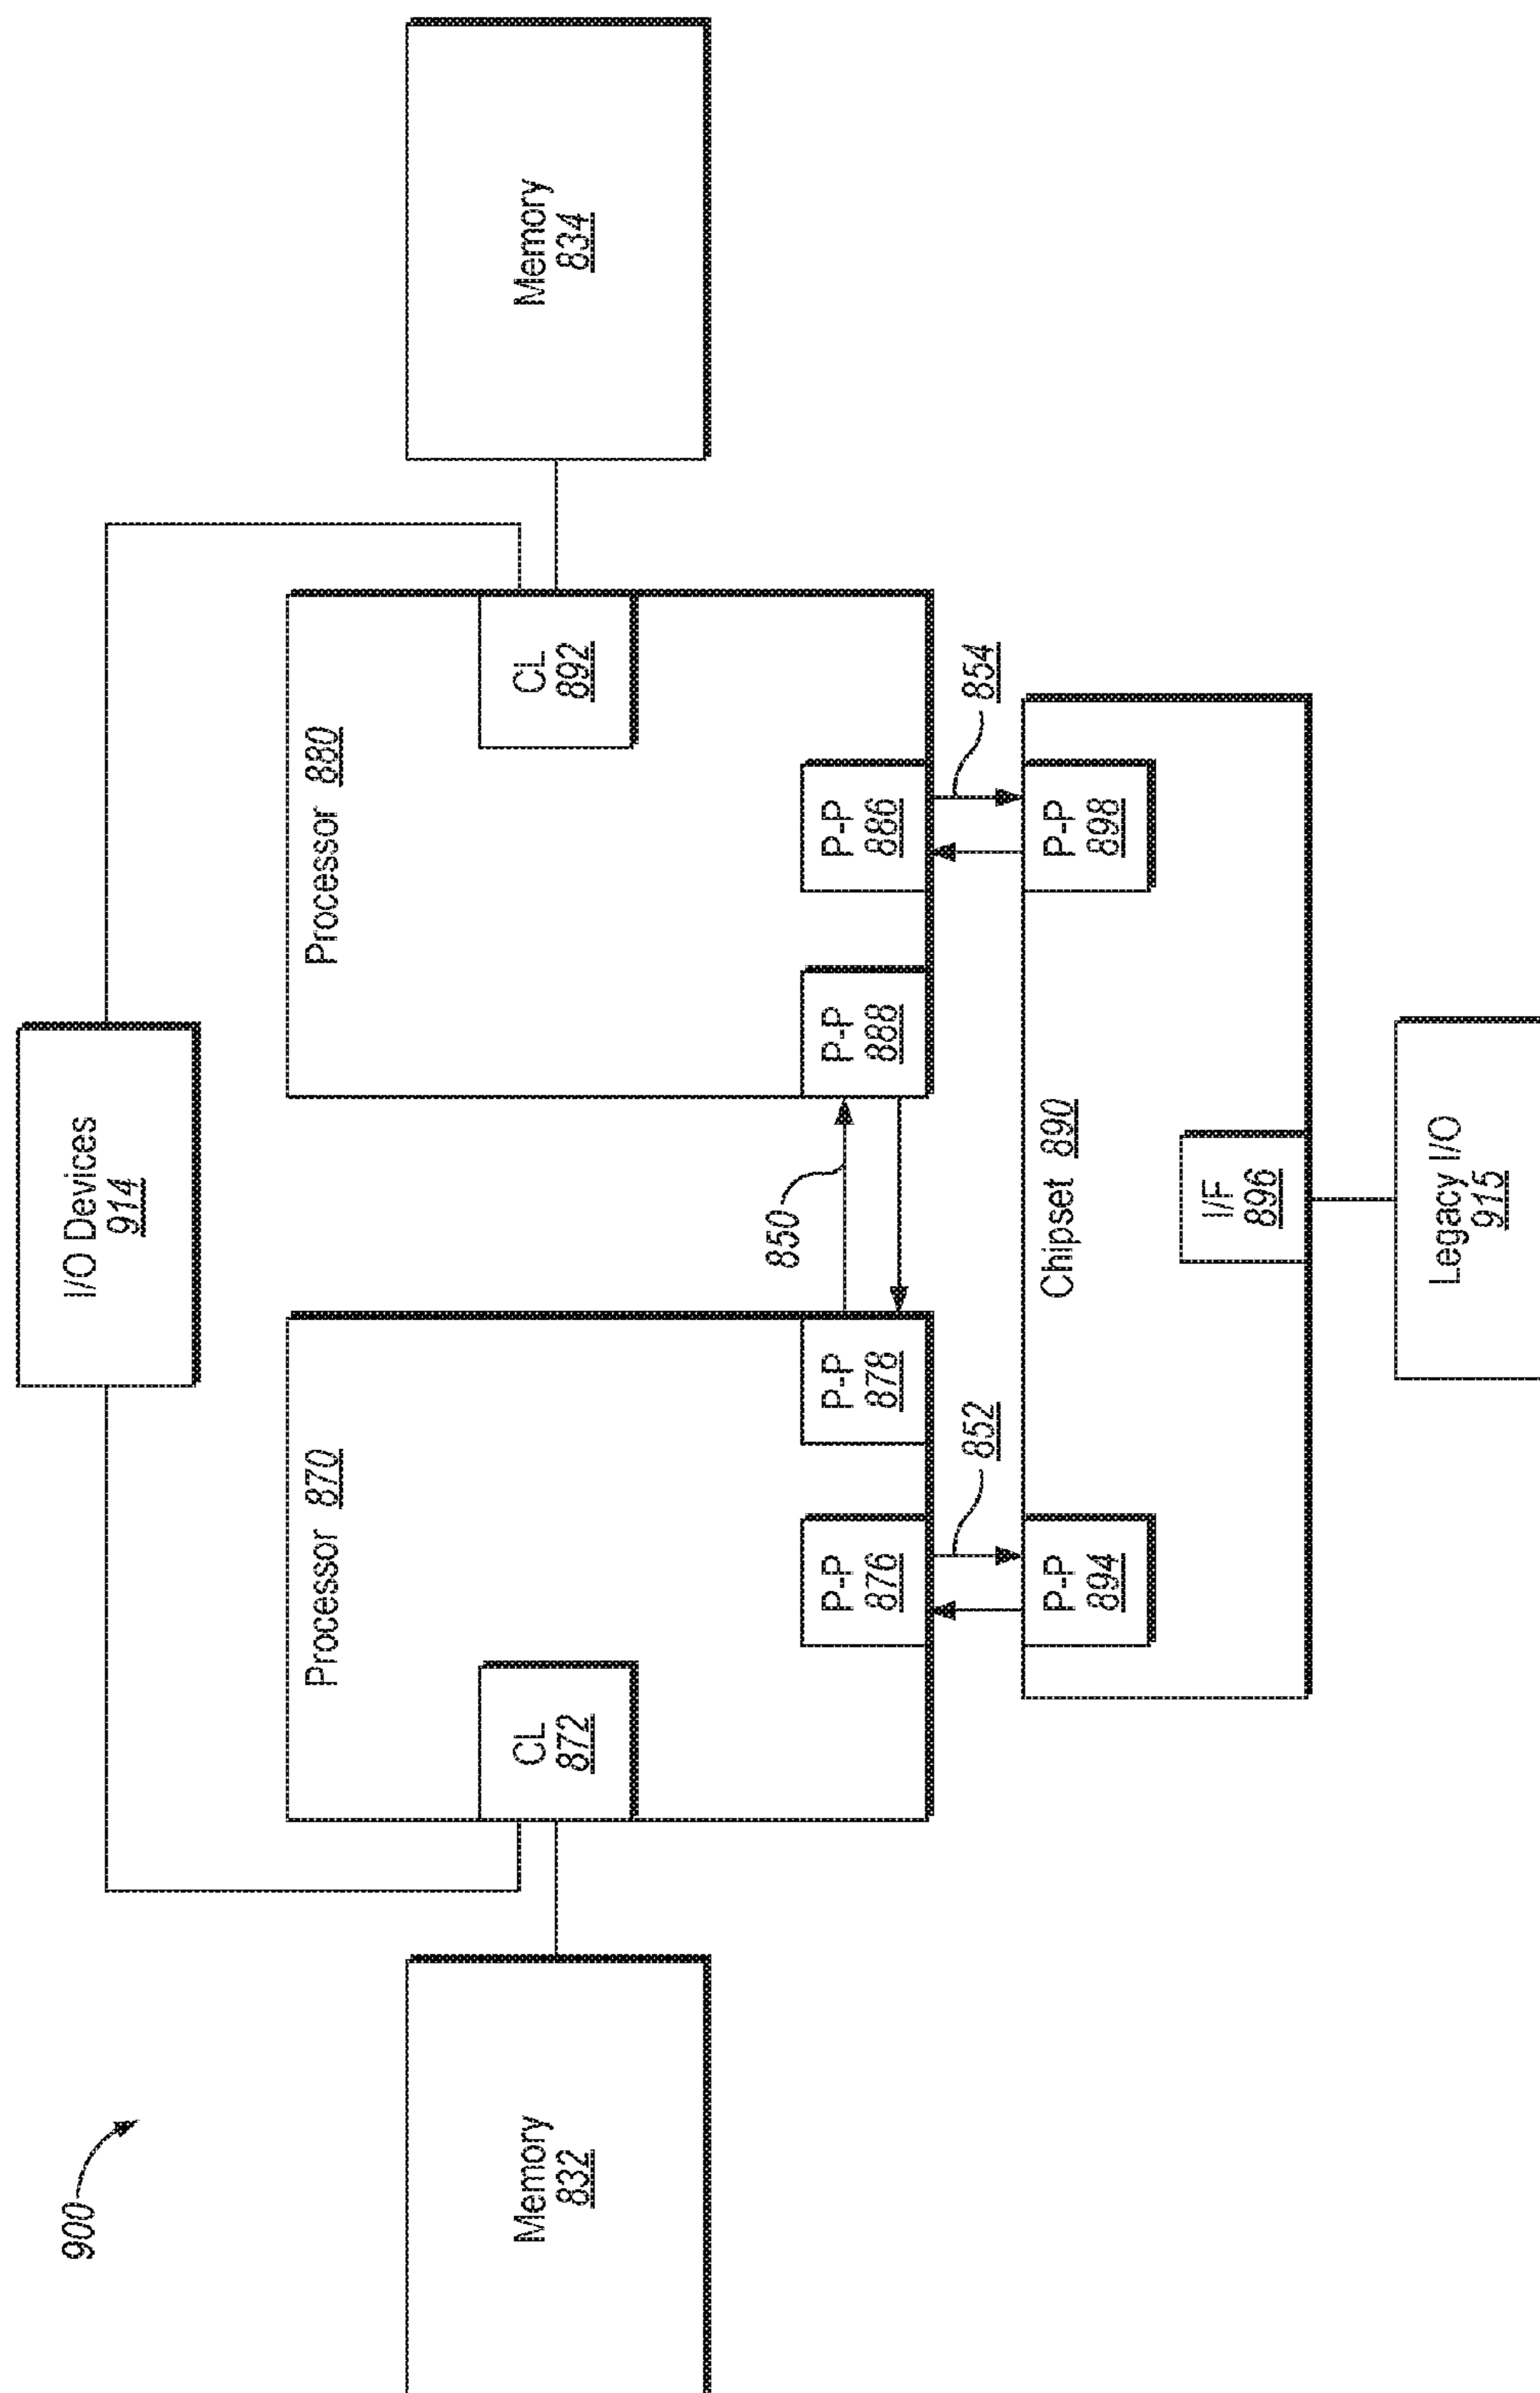 900
I/O Devices
914
Memory
832
Processor 870
CL
872
P-P
876
P-P
878
850
Processor 880
CL
892
P-P
888
P-P
886
Memory
834
852
854
Chipset 890
P-P
894
P-P
898
I/F
896
Legacy I/O
915